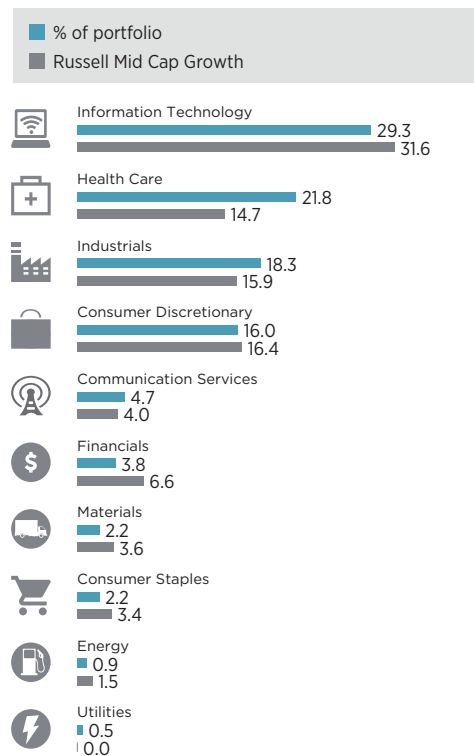 % of portfolio
Russell Mid Cap Growth
Information Technology
29.3
31.6
Health Care
21.8
14.7
Industrials
18.3
15.9
Consumer Discretionary
16.0
16.4
Communication Services
4.7
4.0
Financials
$
3.8
6.6
Materials
2.2
3.6
Consumer Staples
2.2
3.4
Energy
0.9
1.5
Utilities
0.5
0.0